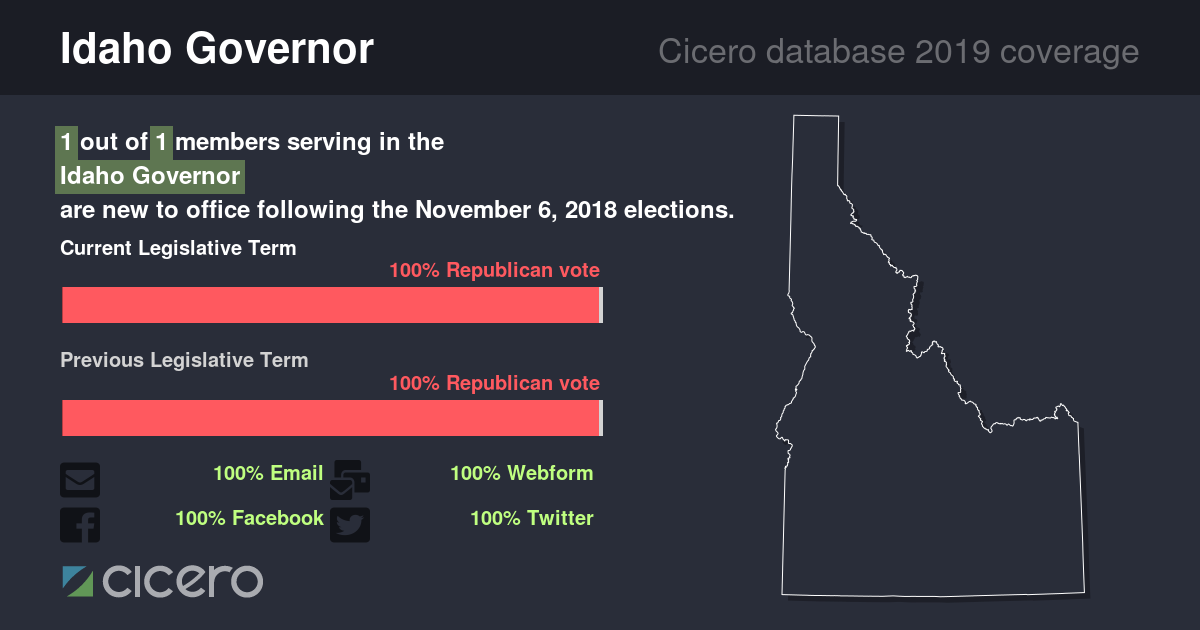 Idaho Governor
Cicero database 2019 coverage
1 out of 1 members serving in the
Idaho Governor
are new to office following the November 6, 2018 elections.
Current Legislative Term
100% Republican vote
Previous Legislative Term
100% Republican vote
100% Email
100% Webform
100% Facebook
100% Twitter
cicero